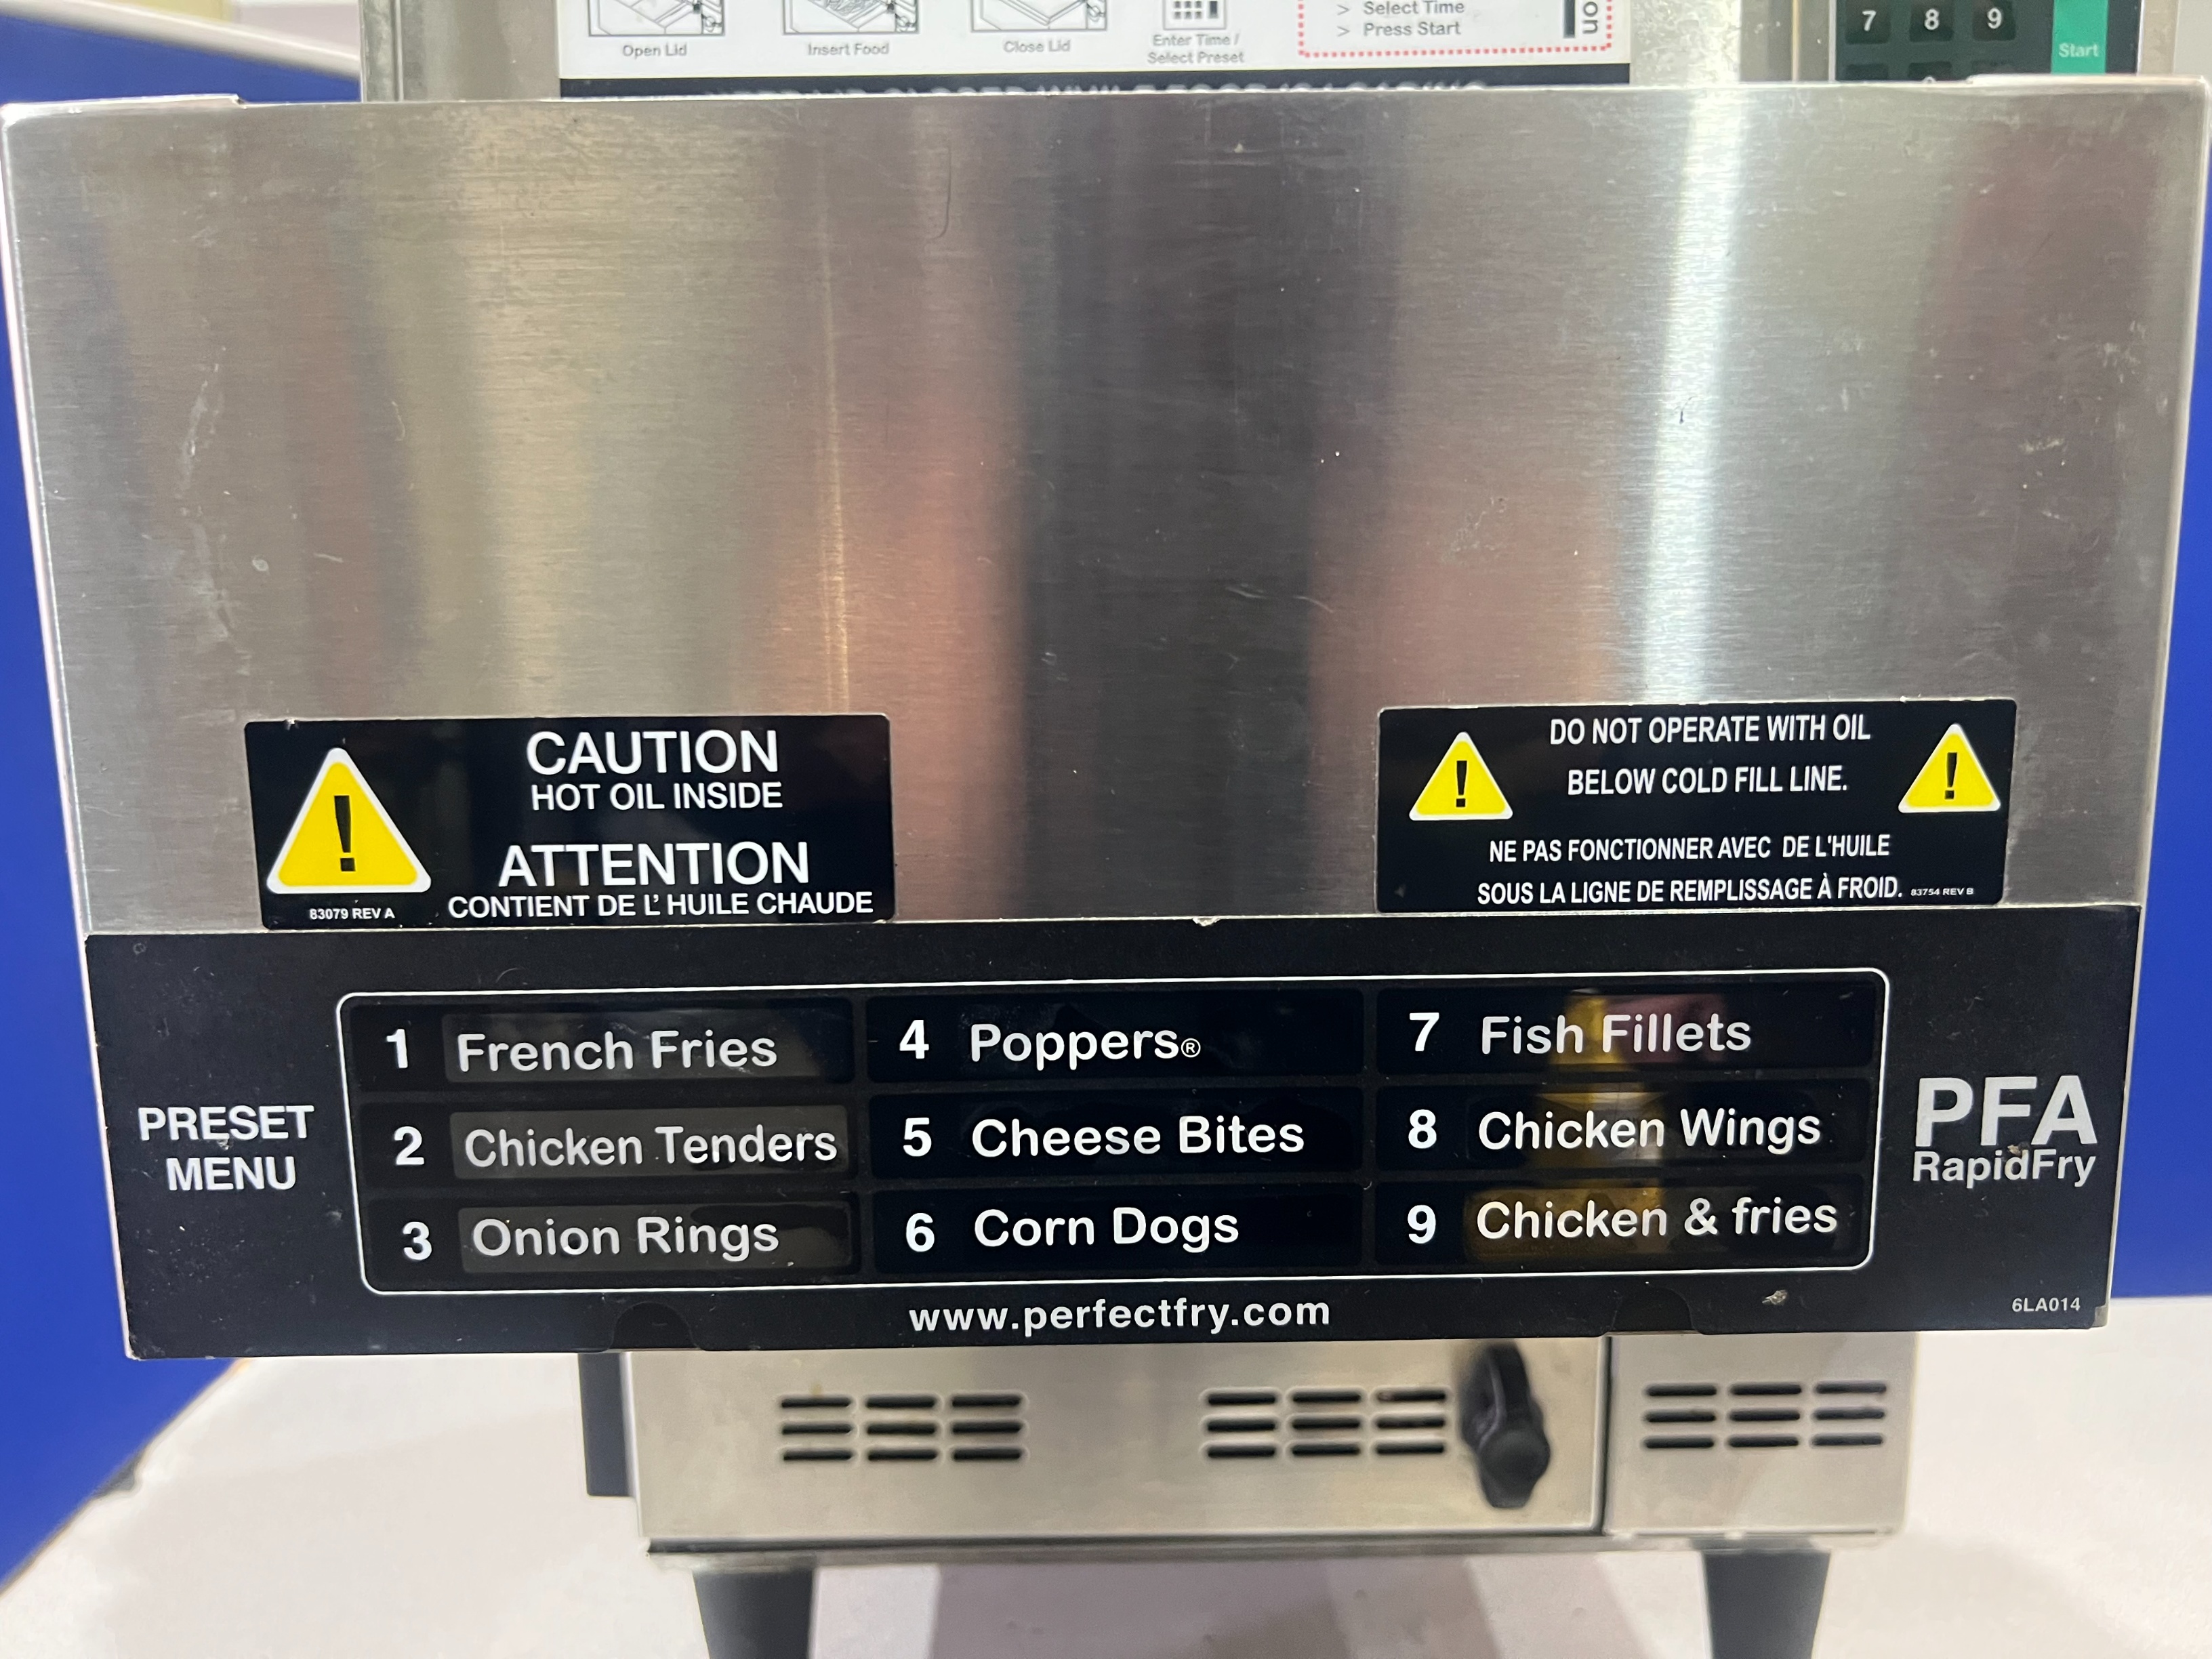 Open Lid
Insert Food
Close Lid
Enter Time /
Select Preset
> Select Time
> Press Start
on
7 8 9
Start
CAUTION
HOT OIL INSIDE
ATTENTION
CONTIENT DE L' HUILE CHAUDE
83079 REV A
DO NOT OPERATE WITH OIL
BELOW COLD FILL LINE.
NE PAS FONCTIONNER AVEC DE L'HUILE
SOUS LA LIGNE DE REMPLISSAGE À FROID.
83754 REV B
PRESET
MENU
1 French Fries
2 Chicken Tenders
3 Onion Rings
4 Poppers®
5 Cheese Bites
6 Corn Dogs
7 Fish Fillets
8 Chicken Wings
9 Chicken & fries
PFA
RapidFry
www.perfectfry.com
6LA014